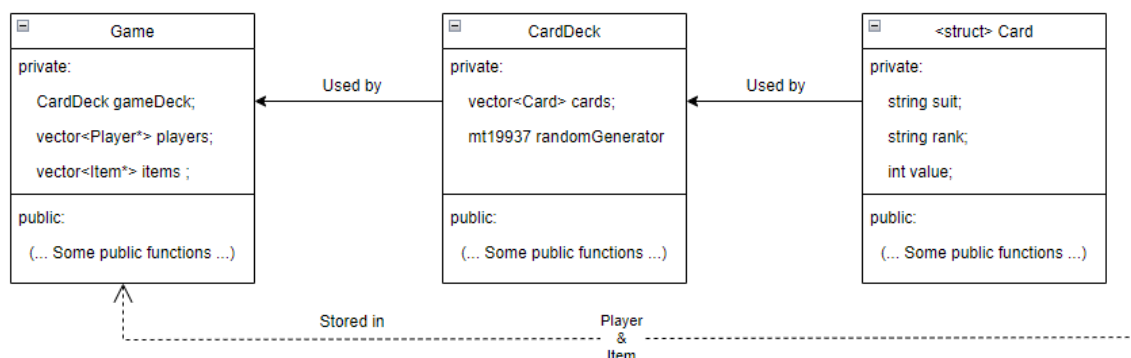 Game
private:
CardDeck gameDeck;
vector<Player*> players;
vector<Item*> items ;
public:
(... Some public functions ...)
Used by
CardDeck
private:
vector<Card> cards;
mt19937 randomGenerator
public:
(... Some public functions ...)
Used by
<struct> Card
private:
string suit;
string rank;
int value;
public:
(... Some public functions ...)
Stored in
Player
&
Item